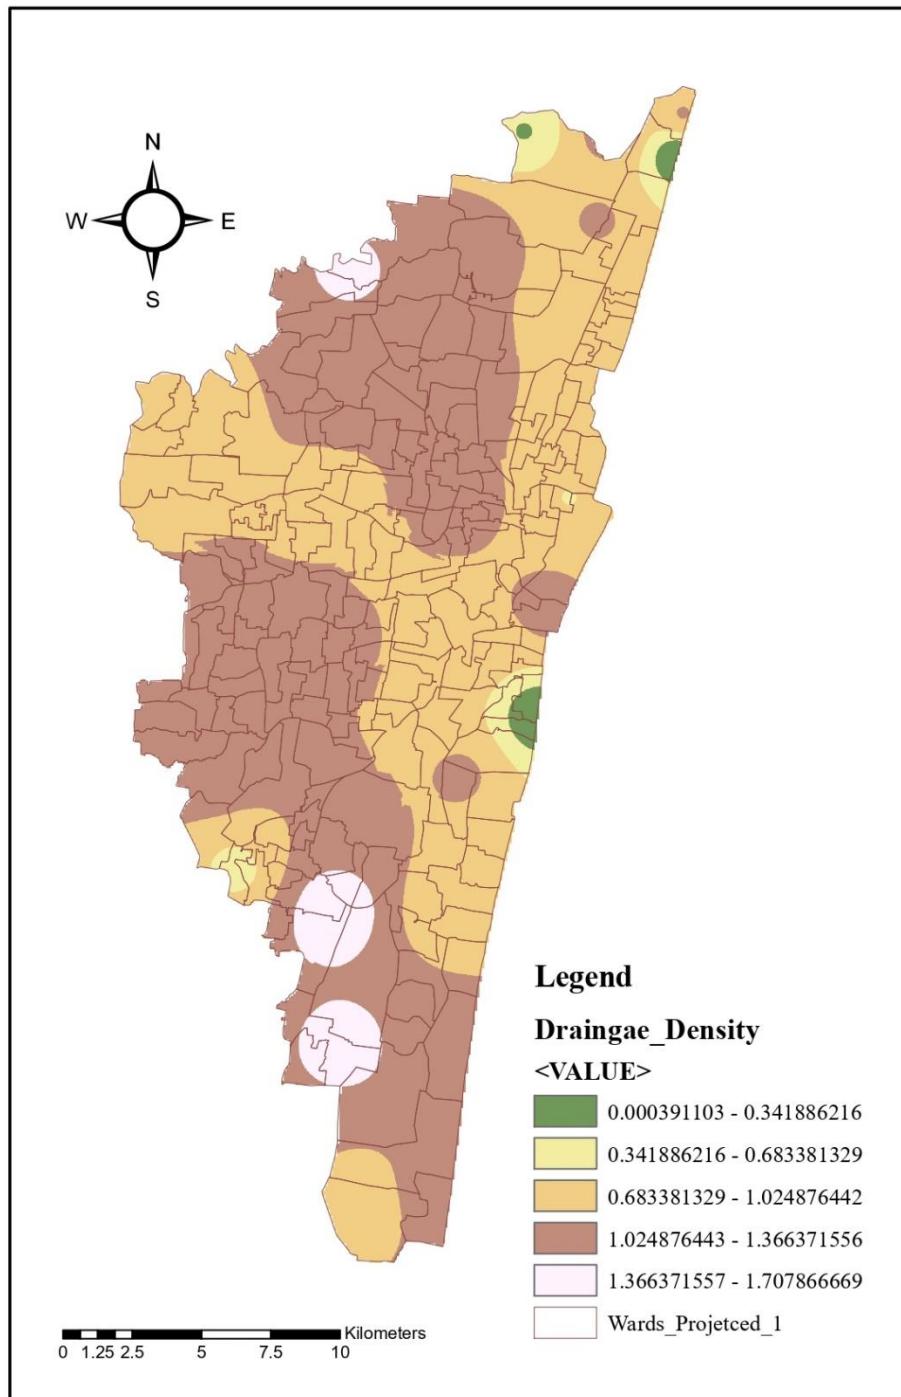 N
W E
S
Legend
Draingae_Density
<VALUE>
0.000391103 - 0.341886216
0.341886216 - 0.683381329
0.683381329 - 1.024876442
1.024876443 - 1.366371556
1.366371557 - 1.707866669
Wards_Projetced_1
Kilometers
0 1.25 2.5 5 7.5 10